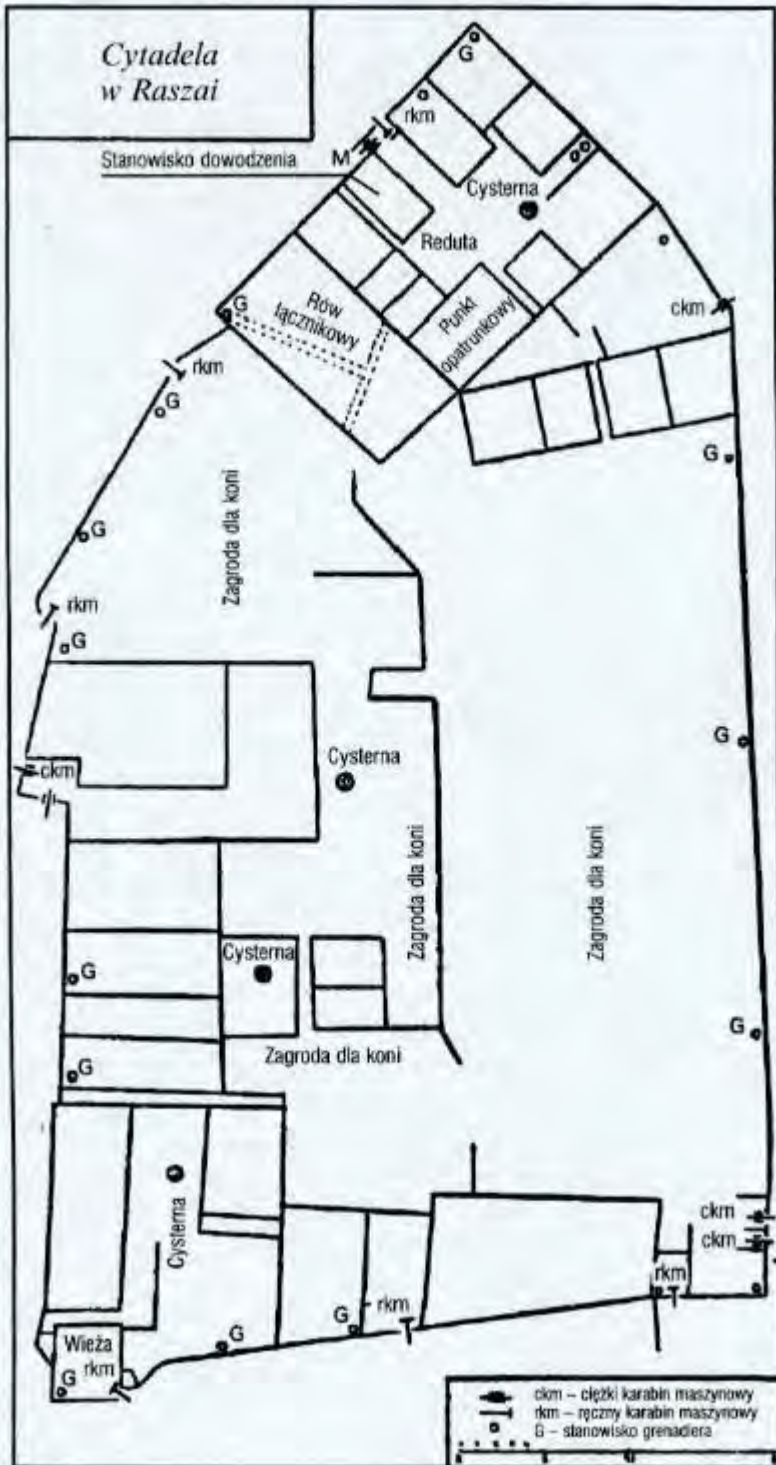 Cytadela
w Raszai
G
rkm
Stanowisko dowodzenia
M
Cysterna
Reduta
G
Rów
łącznikowy
Punkt
opatrunkowy
ckm
rkm
G
G
Zagroda dla koni
G
rkm
G
ckm
Cysterna
G
Zagroda dla koni
Zagroda dla koni
Cysterna
G
G
Zagroda dla koni
G
Cysterna
ckm
ckm
rkm
rkm
G
G
Wieża
rkm
G
ckm – ciężki karabin maszynowy
rkm – ręczny karabin maszynowy
G – stanowisko grenadiera